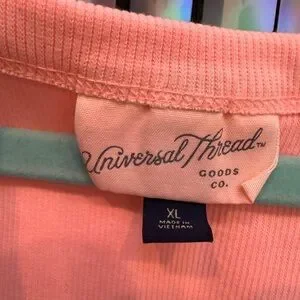 Universal Thread™
GOODS
CO.
XL
MADE IN
VIETNAM